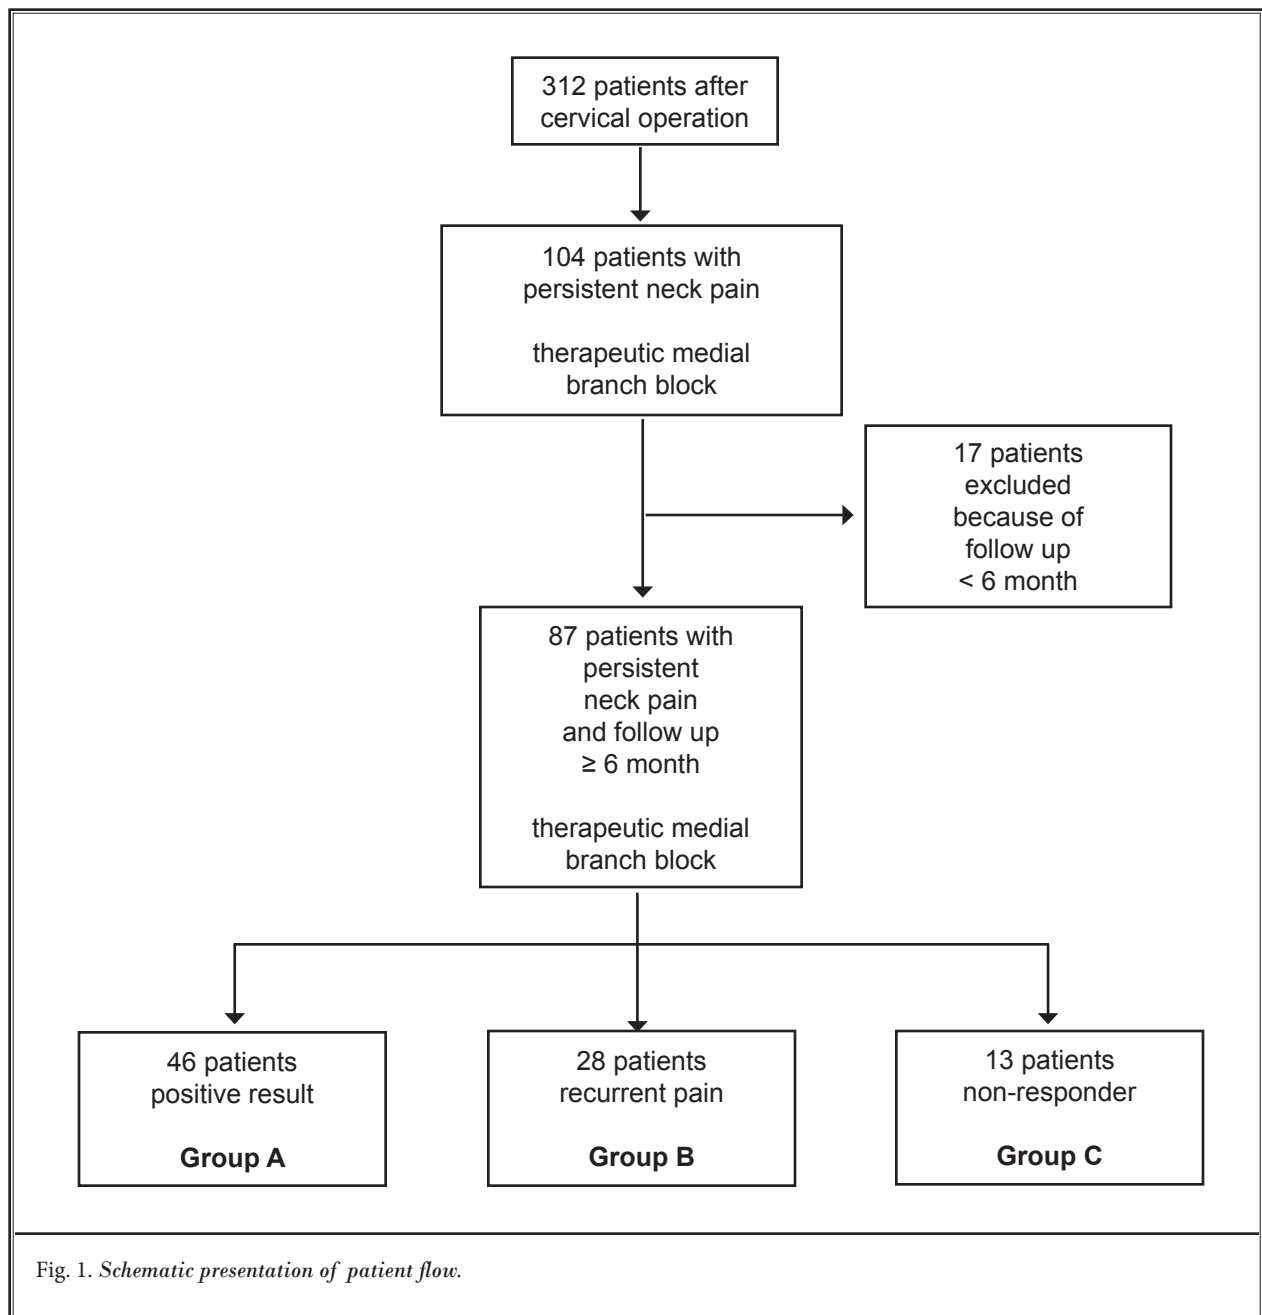 312 patients after
cervical operation
104 patients with
persistent neck pain
therapeutic medial
branch block
17 patients
excluded
because of
follow up
< 6 month
87 patients with
persistent
neck pain
and follow up
≥ 6 month
therapeutic medial
branch block
46 patients
positive result
Group A
28 patients
recurrent pain
Group B
13 patients
non-responder
Group C
Fig. 1. Schematic presentation of patient flow.